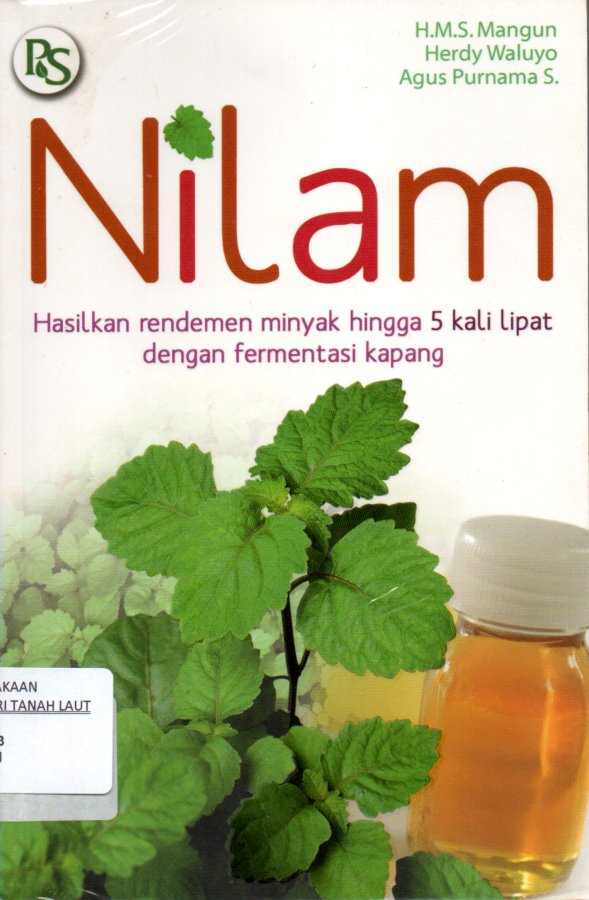 PS
H.M.S. Mangun
Herdy Waluyo
Agus Purnama S.
Nilam
Hasilkan rendemen minyak hingga 5 kali lipat
dengan fermentasi kapang
AKAAN
RI TANAH LAUT